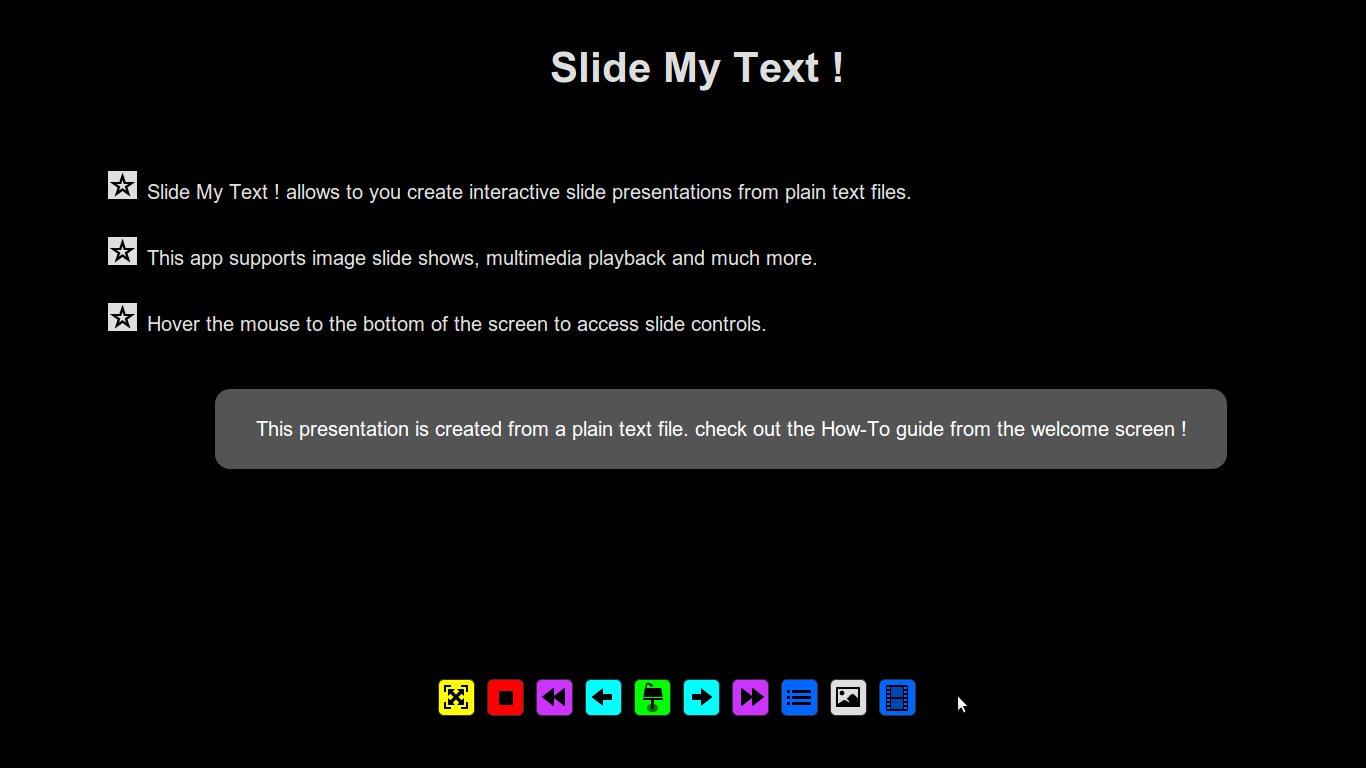 Slide My Text !
Slide My Text ! allows to you create interactive slide presentations from plain text files.
This app supports image slide shows, multimedia playback and much more.
Hover the mouse to the bottom of the screen to access slide controls.
This presentation is created from a plain text file. check out the How-To guide from the welcome screen !